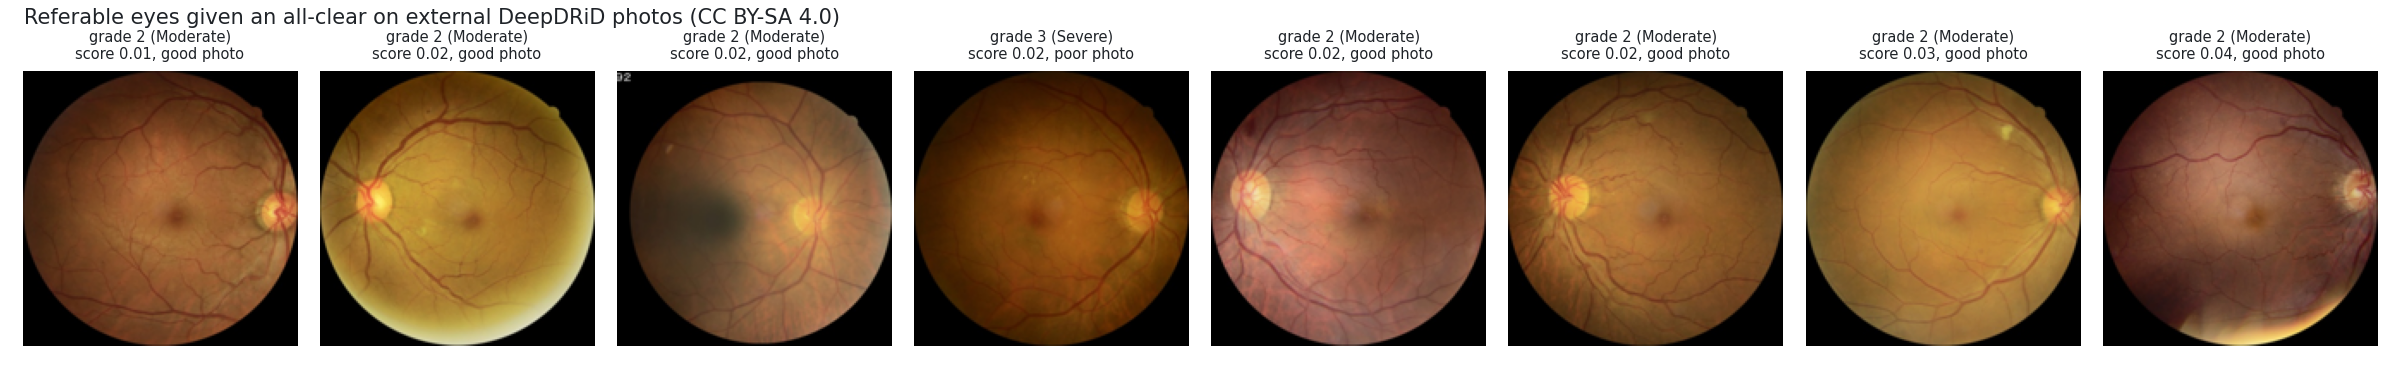 Referable eyes given an all-clear on external DeepDRiD photos (CC BY-SA 4.0)
grade 2 (Moderate)
score 0.01, good photo
grade 2 (Moderate)
score 0.02, good photo
grade 2 (Moderate)
score 0.02, good photo
grade 3 (Severe)
score 0.02, poor photo
grade 2 (Moderate)
score 0.02, good photo
grade 2 (Moderate)
score 0.02, good photo
grade 2 (Moderate)
score 0.03, good photo
grade 2 (Moderate)
score 0.04, good photo
92